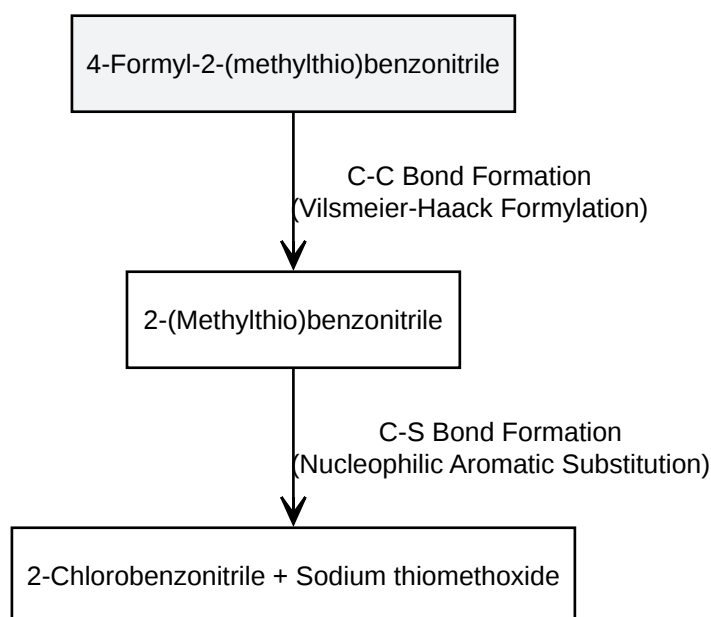 4-Formyl-2-(methylthio)benzonitrile
C-C Bond Formation
(Vilsmeier-Haack Formylation)
2-(Methylthio)benzonitrile
C-S Bond Formation
(Nucleophilic Aromatic Substitution)
2-Chlorobenzonitrile + Sodium thiomethoxide